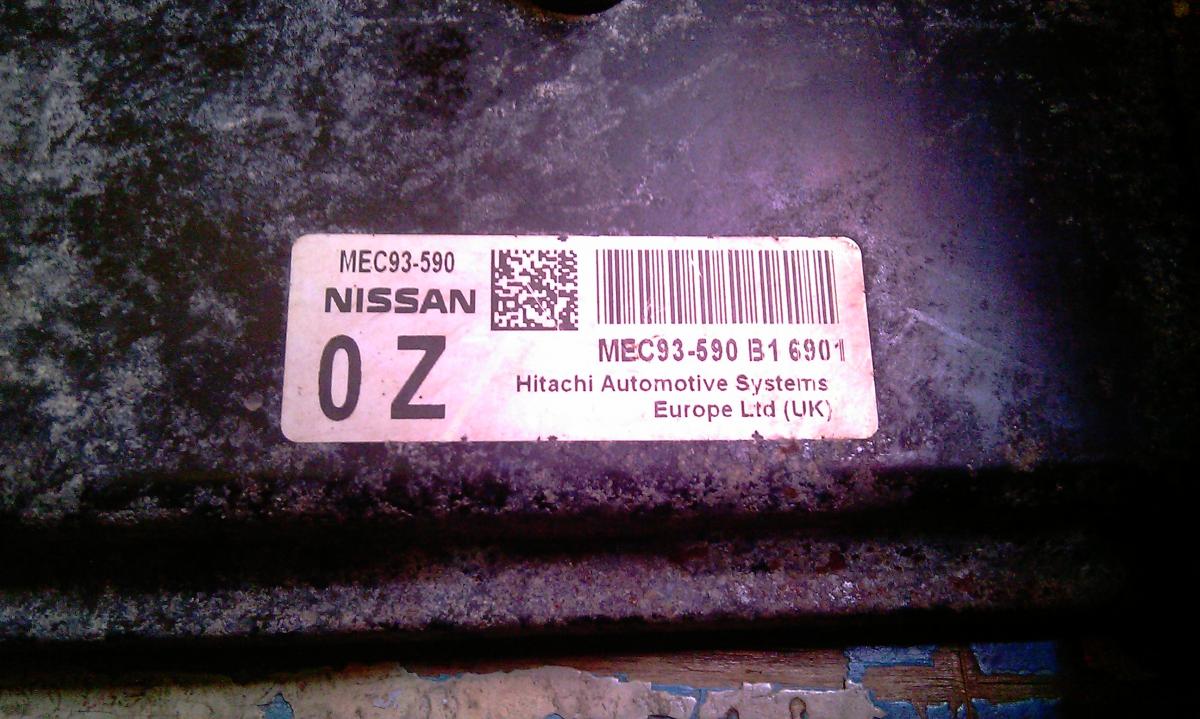 MEC93-590
NISSAN
0 Z
MEC93-590 B1 6901
Hitachi Automotive Systems
Europe Ltd (UK)